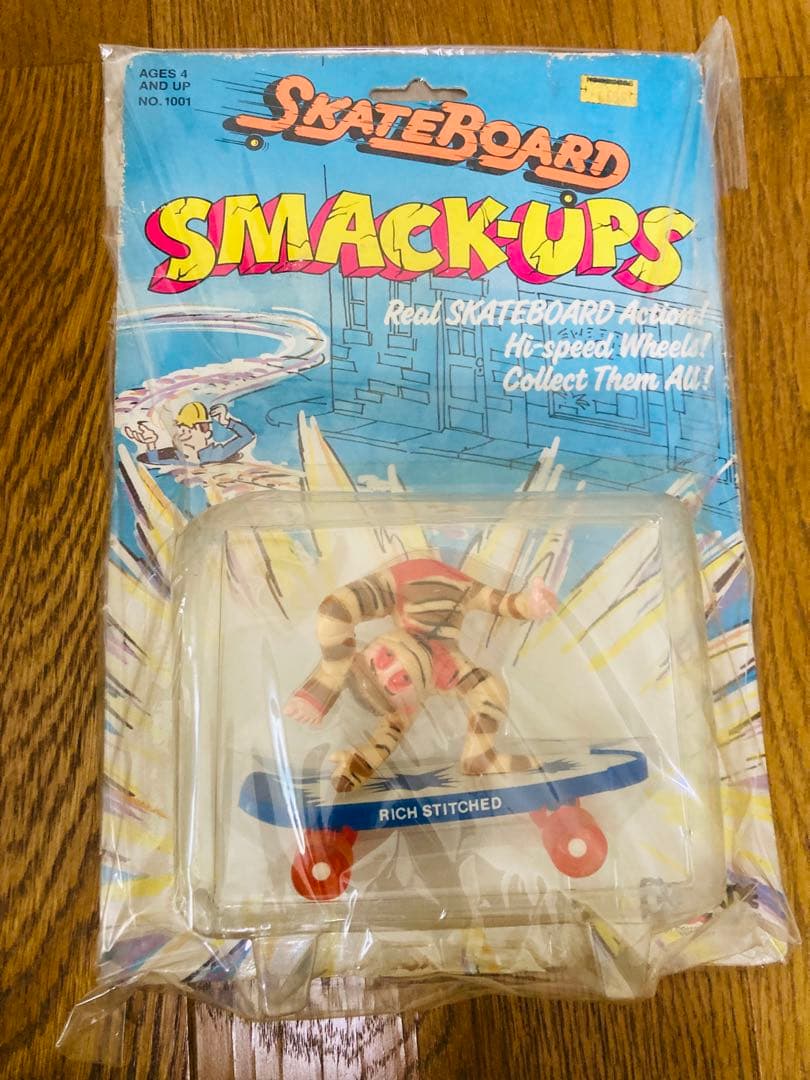 AGES 4
AND UP
NO. 1001
SKATEBOARD
SMACK-UPS
Real SKATEBOARD Action!
Hi-speed Wheels!
Collect Them All!
RICH STITCHED